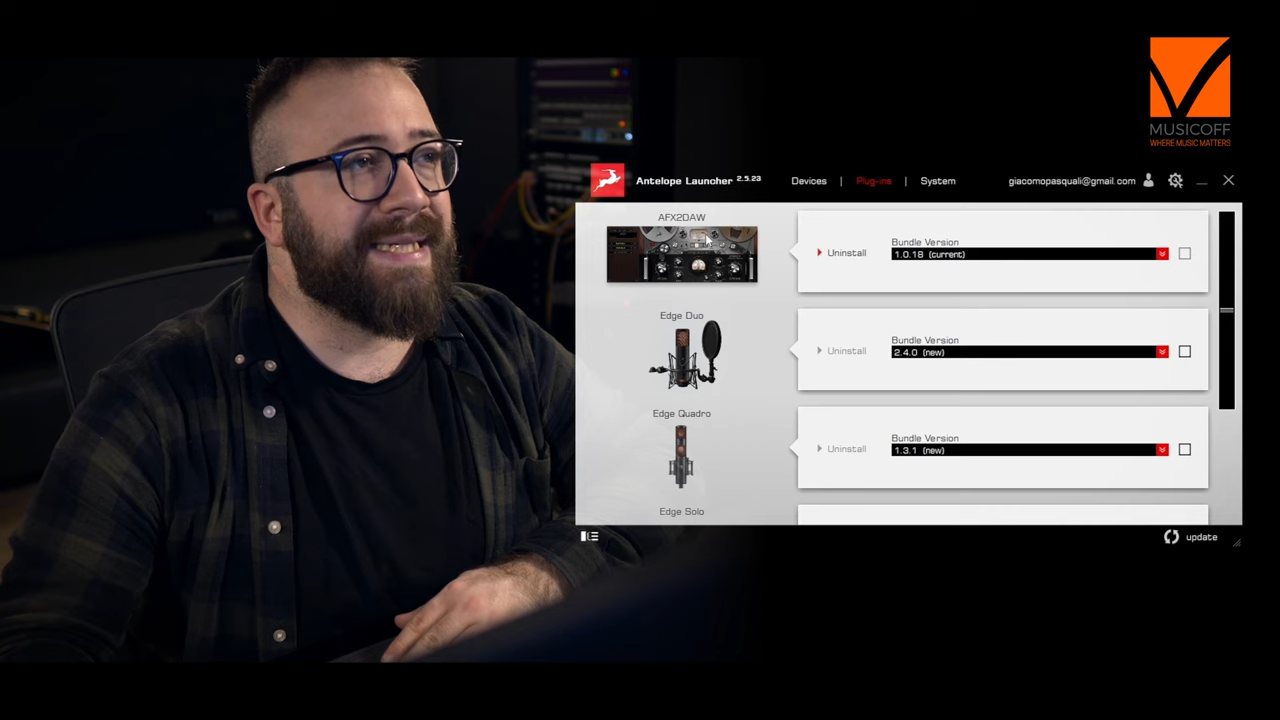 MUSICOFF
WHERE MUSIC MATTERS
Antelope Launcher 2.5.23
Devices | Plug-ins | System
giacomopasquali@gmail.com
AFX2DAW
Uninstall
Bundle Version
1.0.18 (current)
Edge Duo
Uninstall
Bundle Version
2.4.0 (new)
Edge Quadro
Uninstall
Bundle Version
1.3.1 (new)
Edge Solo
update